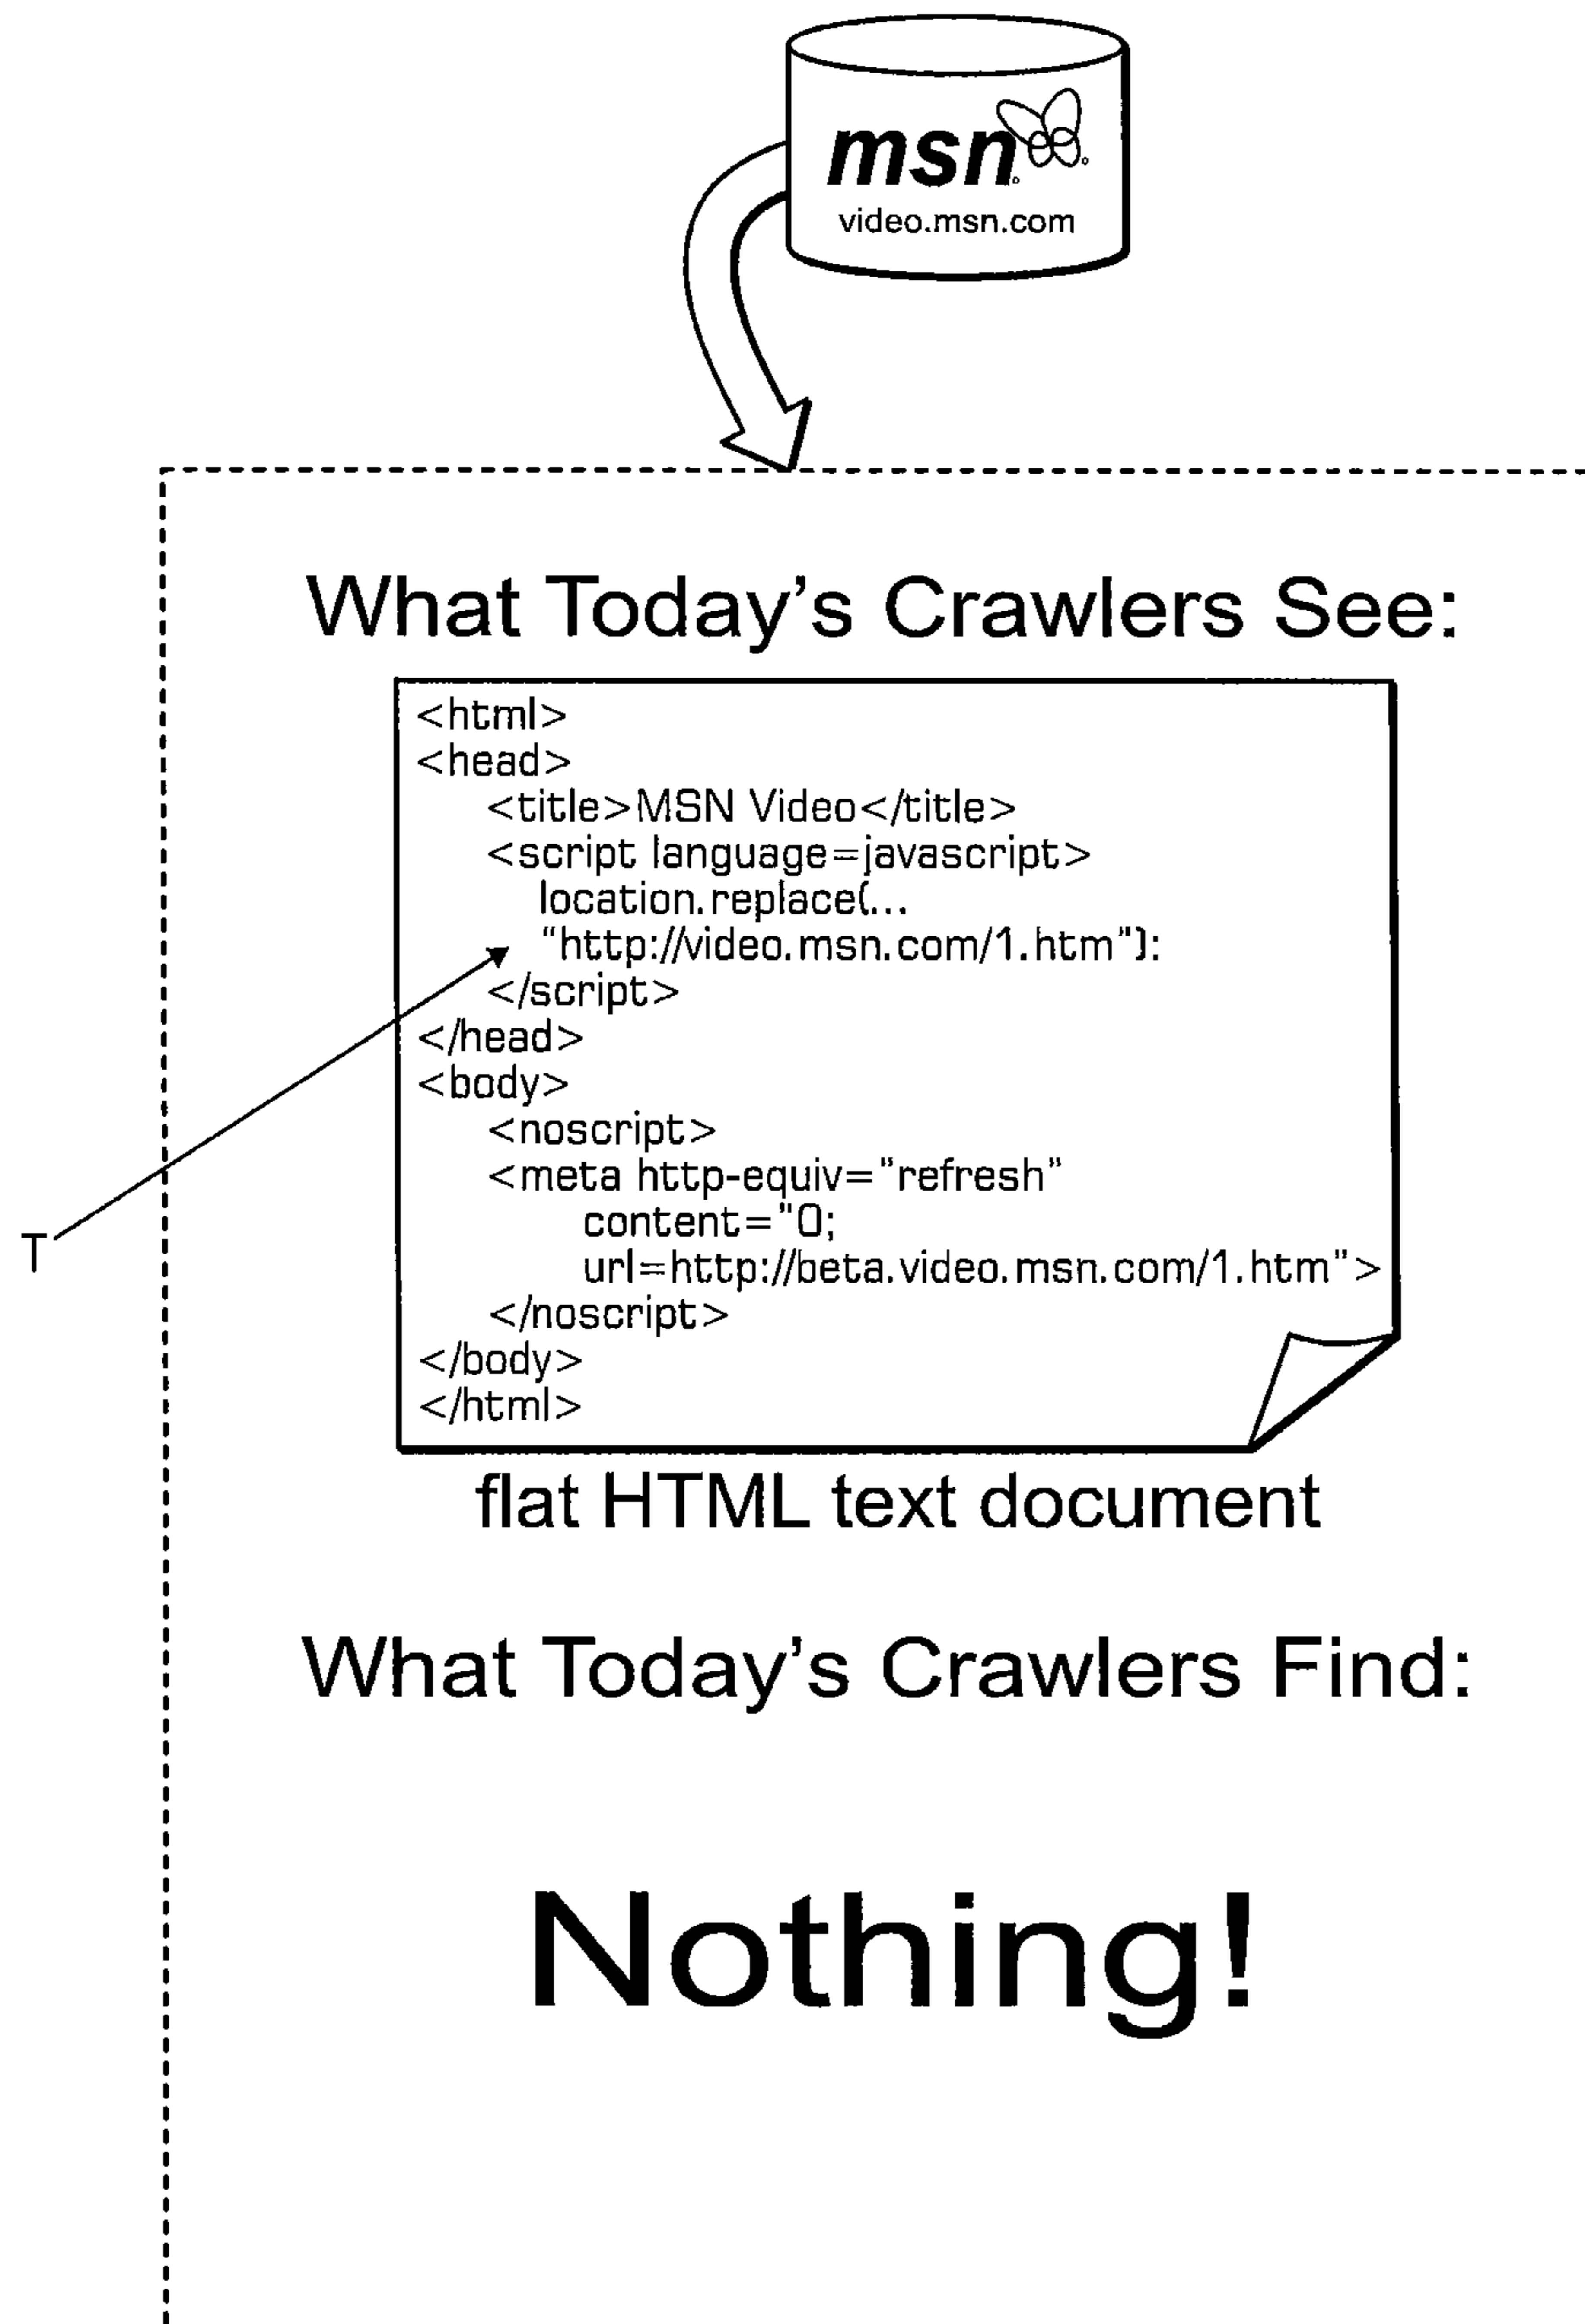 msn
video.msn.com
What Today's Crawlers See:
<html>
<head>
<title>MSN Video</title>
<script language=javascript>
location.replace(...
"http://video.msn.com/1.htm"):
</script>
</head>
<body>
<noscript>
<meta http-equiv="refresh"
content="0;
url=http://beta.video.msn.com/1.htm">
</noscript>
</body>
</html>
T
flat HTML text document
What Today's Crawlers Find:
Nothing!